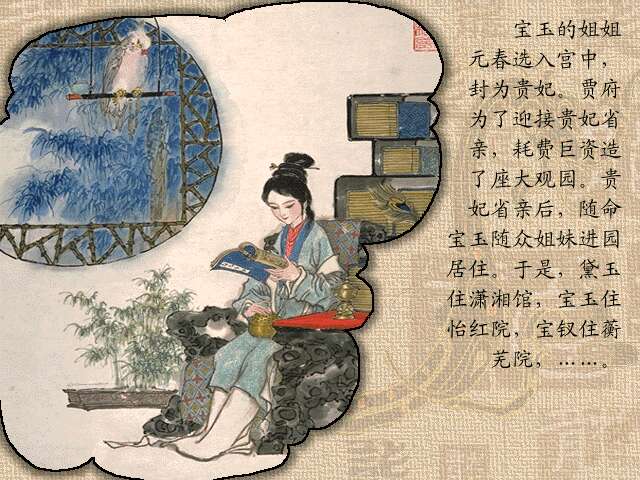 宝玉的姐姐
元春选入宫中，
封为贵妃。贾府
为了迎接贵妃省
亲，耗费巨资造
了座大观园。贵
妃省亲后，随命
宝玉随众姐妹进园
居住。于是，黛玉
住潇湘馆，宝玉住
怡红院，宝钗住蘅
芜院，……。